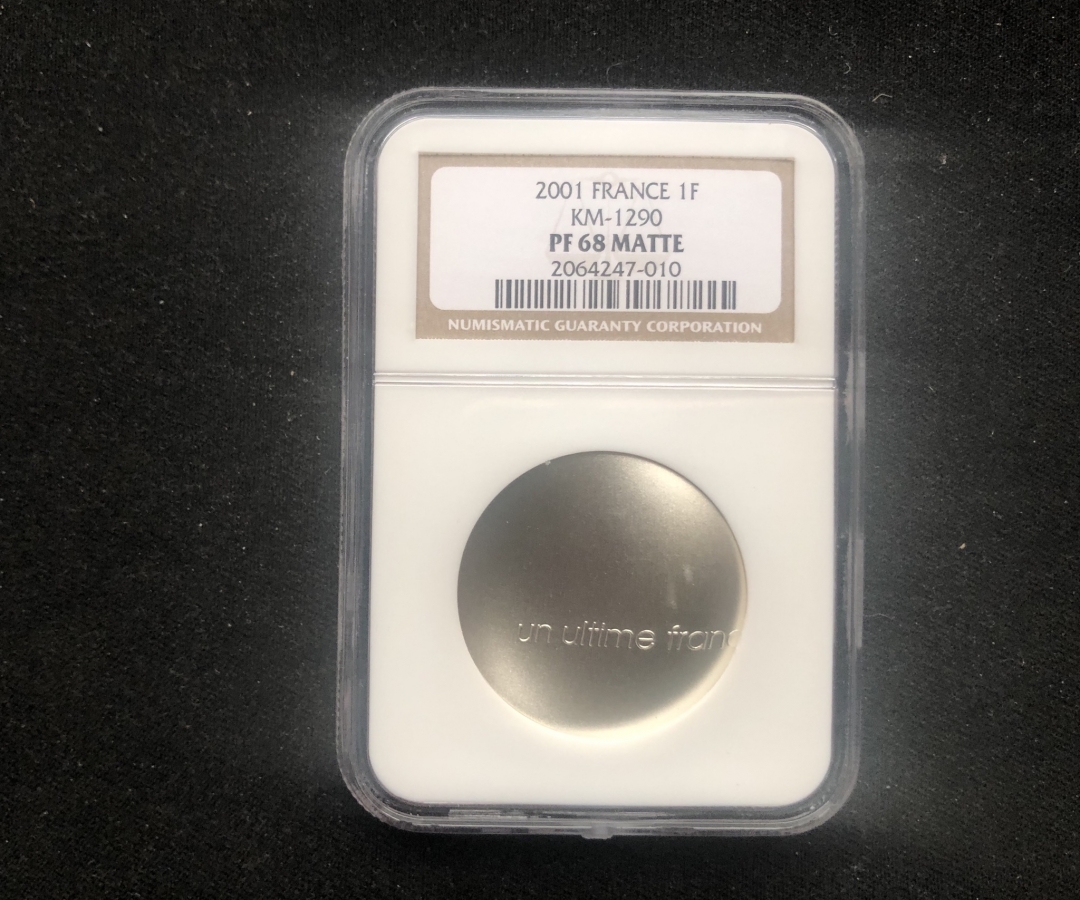 2001 FRANCE 1F
KM-1290
PF 68 MATTE
2064247-010
NUMISMATIC GUARANTY CORPORATION
un ultime franc